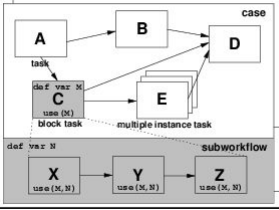 case
A
B
D
task
def var M
C
use(M)
block task
E
multiple instance task
def var N
subworkflow
X
use(M,N)
Y
use(M,N)
Z
use(M,N)